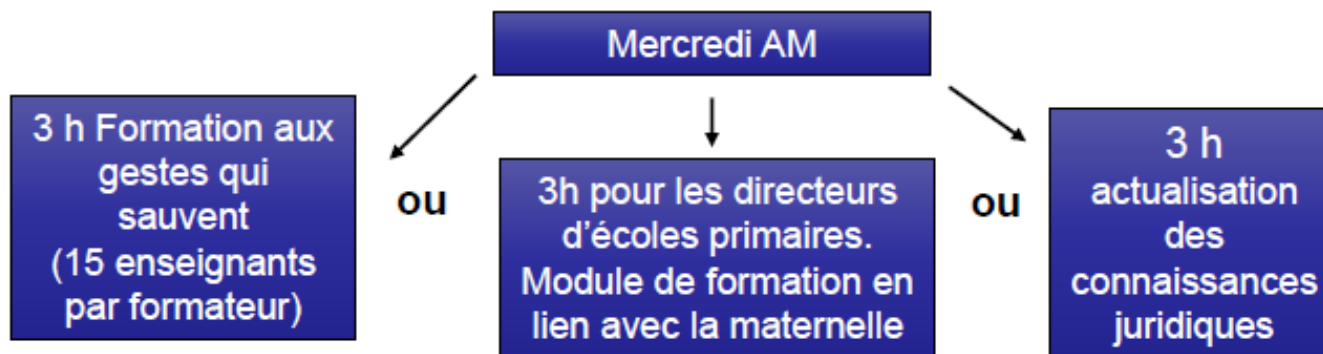 Mercredi AM
3 h Formation aux
gestes qui
sauvent
(15 enseignants
par formateur)
ou
3h pour les directeurs
d'écoles primaires.
Module de formation en
lien avec la maternelle
ou
3 h
actualisation
des
connaissances
juridiques